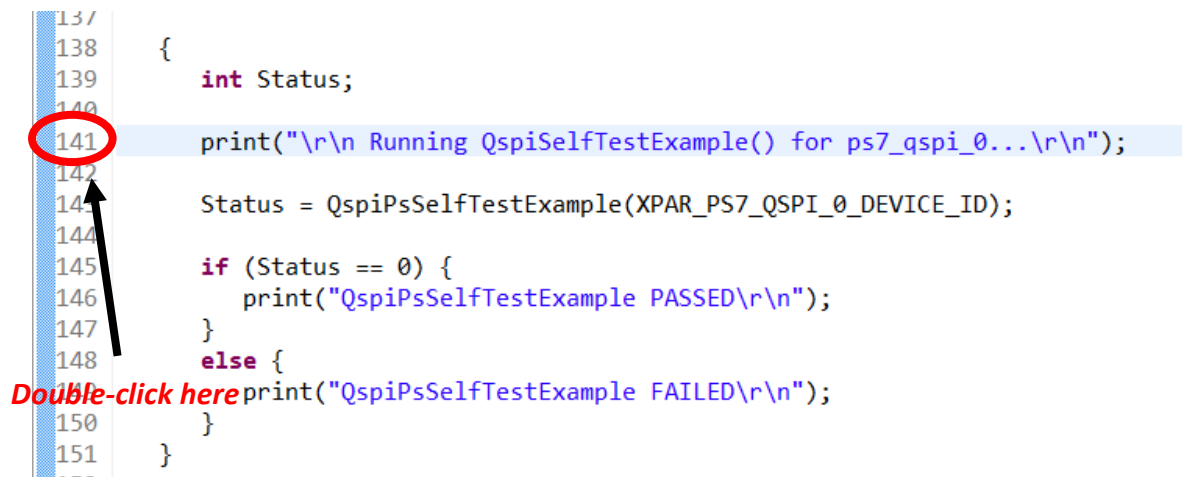 137
138 {
139 int Status;
140
141 print("\r\n Running QspiSelfTestExample() for ps7_qspi_0...\r\n");
142
143 Status = QspiPsSelfTestExample(XPAR_PS7_QSPI_0_DEVICE_ID);
144
145 if (Status == 0) {
146 print("QspiPsSelfTestExample PASSED\r\n");
147 }
148 else {
Double-click here
149 print("QspiPsSelfTestExample FAILED\r\n");
150 }
151 }